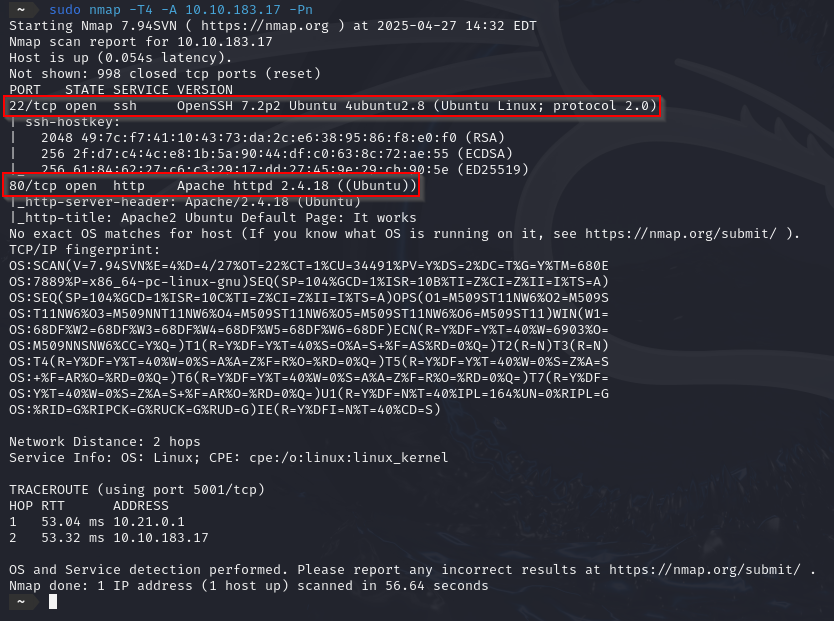 ~ sudo nmap -T4 -A 10.10.183.17 -Pn
Starting Nmap 7.94SVN ( https://nmap.org ) at 2025-04-27 14:32 EDT
Nmap scan report for 10.10.183.17
Host is up (0.054s latency).
Not shown: 998 closed tcp ports (reset)
PORT   STATE SERVICE VERSION
22/tcp open  ssh     OpenSSH 7.2p2 Ubuntu 4ubuntu2.8 (Ubuntu Linux; protocol 2.0)
| ssh-hostkey:
|   2048 49:7c:f7:41:10:43:73:da:2c:e6:38:95:86:f8:e0:f0 (RSA)
|   256 2f:d7:c4:4c:e8:1b:5a:90:44:df:c0:63:8c:72:ae:55 (ECDSA)
|_  256 61:84:62:27:c6:c3:29:17:dd:27:45:9e:29:cb:90:5e (ED25519)
80/tcp open  http    Apache httpd 2.4.18 ((Ubuntu))
|_http-server-header: Apache/2.4.18 (Ubuntu)
|_http-title: Apache2 Ubuntu Default Page: It works
No exact OS matches for host (If you know what OS is running on it, see https://nmap.org/submit/ ).
TCP/IP fingerprint:
OS:SCAN(V=7.94SVN%E=4%D=4/27%OT=22%CT=1%CU=34491%PV=Y%DS=2%DC=T%G=Y%TM=680E
OS:7889%P=x86_64-pc-linux-gnu)SEQ(SP=104%GCD=1%ISR=10B%TI=Z%CI=Z%II=I%TS=A)
OS:SEQ(SP=104%GCD=1%ISR=10C%TI=Z%CI=Z%II=I%TS=A)OPS(O1=M509ST11NW6%O2=M509S
OS:T11NW6%O3=M509NNT11NW6%O4=M509ST11NW6%O5=M509ST11NW6%O6=M509ST11)WIN(W1=
OS:68DF%W2=68DF%W3=68DF%W4=68DF%W5=68DF%W6=68DF)ECN(R=Y%DF=Y%T=40%W=6903%O=
OS:M509NNSNW6%CC=Y%Q=)T1(R=Y%DF=Y%T=40%S=O%A=S+%F=AS%RD=0%Q=)T2(R=N)T3(R=N)
OS:T4(R=Y%DF=Y%T=40%W=0%S=A%A=Z%F=R%O=%RD=0%Q=)T5(R=Y%DF=Y%T=40%W=0%S=Z%A=S
OS:+%F=AR%O=%RD=0%Q=)T6(R=Y%DF=Y%T=40%W=0%S=A%A=Z%F=R%O=%RD=0%Q=)T7(R=Y%DF=
OS:Y%T=40%W=0%S=Z%A=S+%F=AR%O=%RD=0%Q=)U1(R=Y%DF=N%T=40%IPL=164%UN=0%RIPL=G
OS:%RID=G%RIPCK=G%RUCK=G%RUD=G)IE(R=Y%DFI=N%T=40%CD=S)
Network Distance: 2 hops
Service Info: OS: Linux; CPE: cpe:/o:linux:linux_kernel
TRACEROUTE (using port 5001/tcp)
HOP RTT      ADDRESS
1   53.04 ms 10.21.0.1
2   53.32 ms 10.10.183.17
OS and Service detection performed. Please report any incorrect results at https://nmap.org/submit/ .
Nmap done: 1 IP address (1 host up) scanned in 56.64 seconds
~